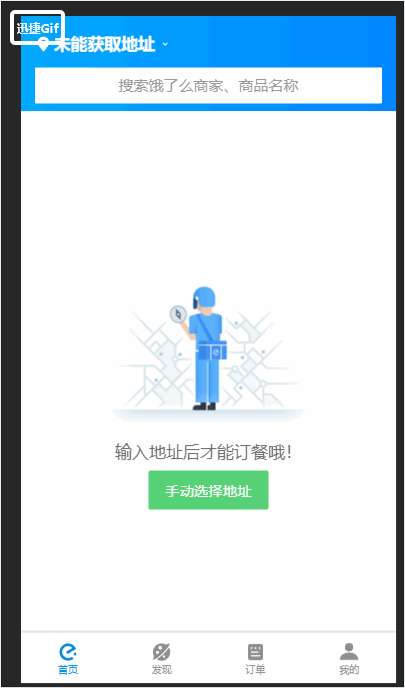 迅捷Gif
未能获取地址
搜索饿了么商家、商品名称
输入地址后才能订餐哦！
手动选择地址
首页 发现 订单 我的